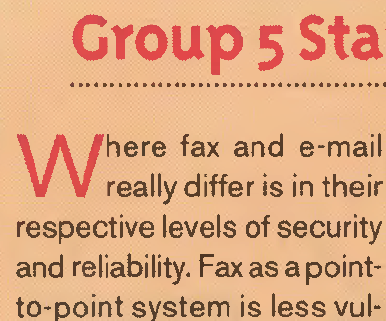 Group 5 Sta
Where fax and e-mail
really differ is in their
respective levels of security
and reliability. Fax as a point-
to-point system is less vul-